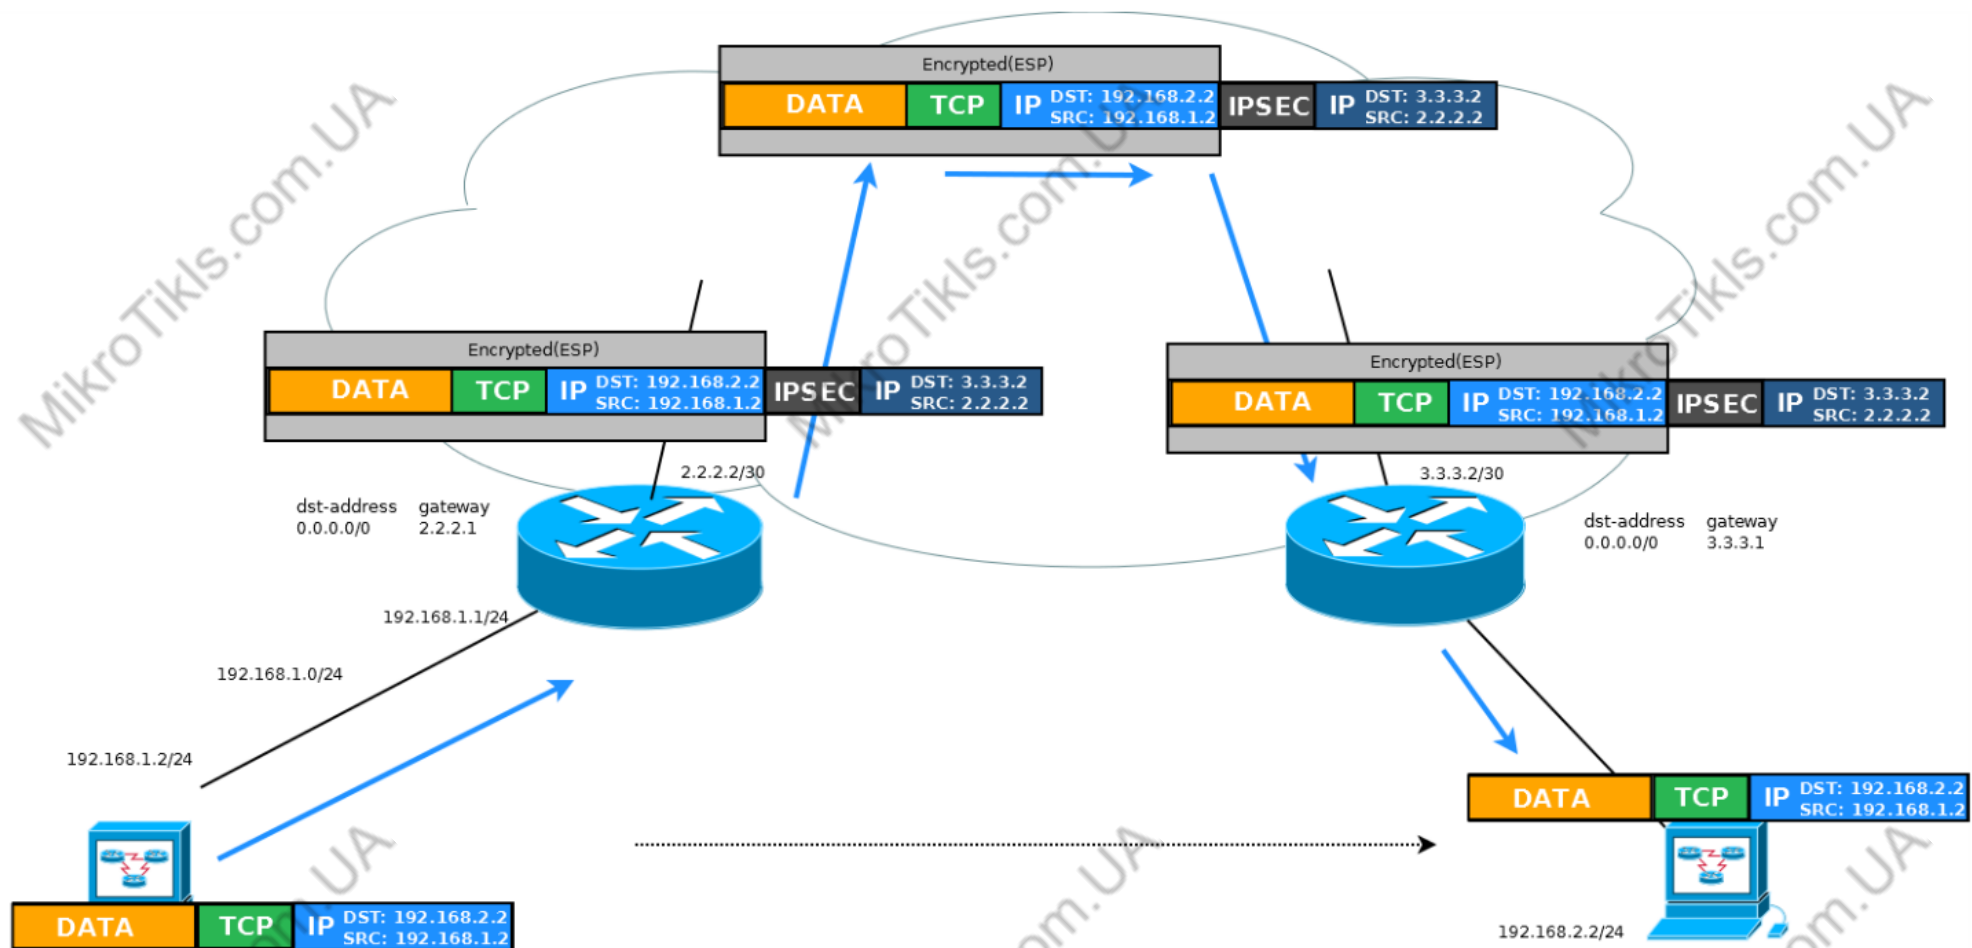 Encrypted(ESP)
DATA TCP IP DST: 192.168.2.2 IPSEC IP DST: 3.3.3.2
SRC: 192.168.1.2 SRC: 2.2.2.2
MikroTikls.com.UA
MikroTikls.com.UA
MikroTikls.com.UA
Encrypted(ESP)
DATA TCP IP DST: 192.168.2.2 IPSEC IP DST: 3.3.3.2
SRC: 192.168.1.2 SRC: 2.2.2.2
Encrypted(ESP)
DATA TCP IP DST: 192.168.2.2 IPSEC IP DST: 3.3.3.2
SRC: 192.168.1.2 SRC: 2.2.2.2
2.2.2.2/30
3.3.3.2/30
dst-address gateway
0.0.0.0/0 2.2.2.1
dst-address gateway
0.0.0.0/0 3.3.3.1
192.168.1.1/24
192.168.1.0/24
192.168.1.2/24
DATA TCP IP DST: 192.168.2.2
SRC: 192.168.1.2
DATA TCP IP DST: 192.168.2.2
SRC: 192.168.1.2
192.168.2.2/24
om.UA
om.UA
om.UA